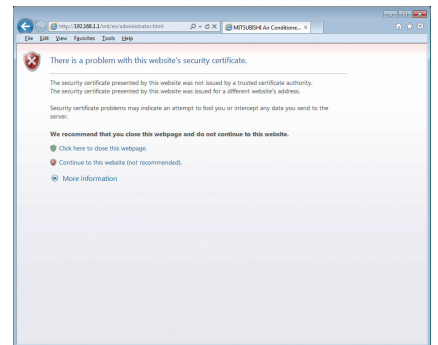 http://192.168.1.1/init/en/administrator.html
MITSUBISHI Air Conditione...
File Edit View Favorites Tools Help
There is a problem with this website's security certificate.
The security certificate presented by this website was not issued by a trusted certificate authority.
The security certificate presented by this website was issued for a different website's address.
Security certificate problems may indicate an attempt to fool you or intercept any data you send to the
server.
We recommend that you close this webpage and do not continue to this website.
Click here to close this webpage.
Continue to this website (not recommended).
More information